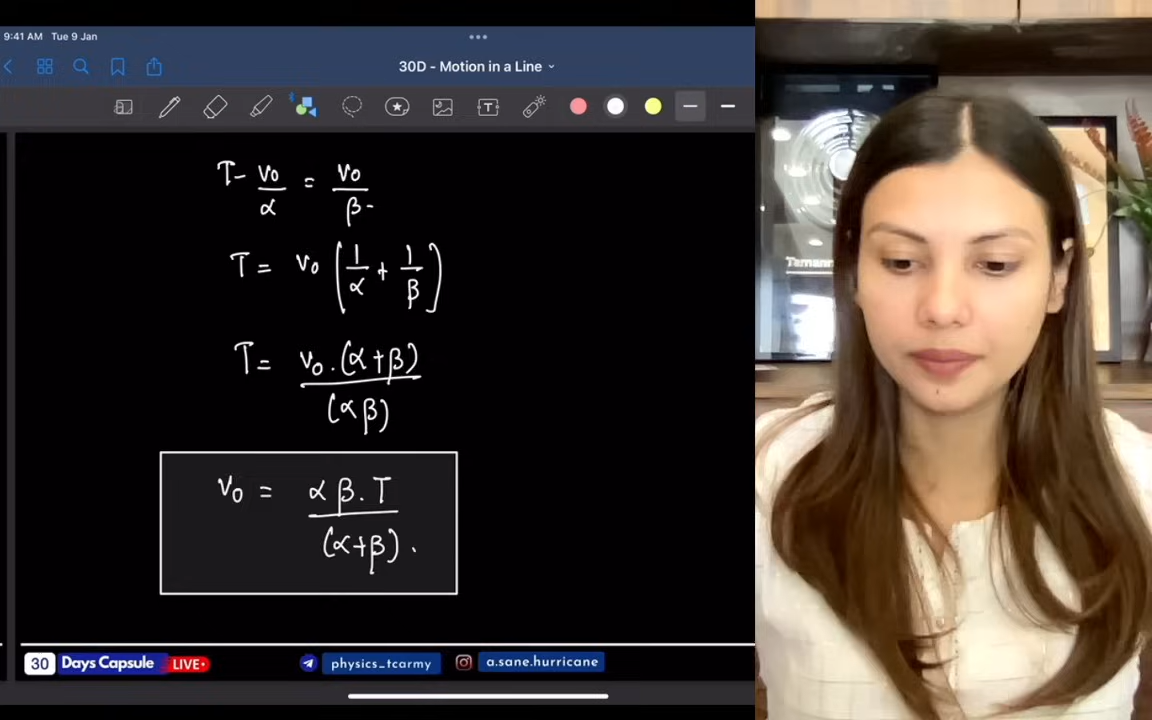 9:41 AM Tue 9 Jan
30D - Motion in a Line
T
T - v₀/α = v₀/β
T = v₀ (1/α + 1/β)
T = v₀ . (α+β) / (αβ)
v₀ = α β . T / (α+β) .
30 Days Capsule LIVE
physics_tcarmy
a.sane.hurricane